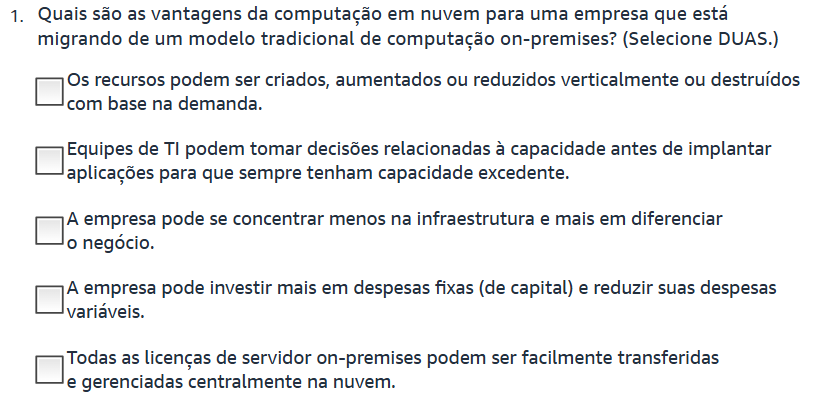 1. Quais são as vantagens da computação em nuvem para uma empresa que está
migrando de um modelo tradicional de computação on-premises? (Selecione DUAS.)
Os recursos podem ser criados, aumentados ou reduzidos verticalmente ou destruídos
com base na demanda.
Equipes de TI podem tomar decisões relacionadas à capacidade antes de implantar
aplicações para que sempre tenham capacidade excedente.
A empresa pode se concentrar menos na infraestrutura e mais em diferenciar
o negócio.
A empresa pode investir mais em despesas fixas (de capital) e reduzir suas despesas
variáveis.
Todas as licenças de servidor on-premises podem ser facilmente transferidas
e gerenciadas centralmente na nuvem.